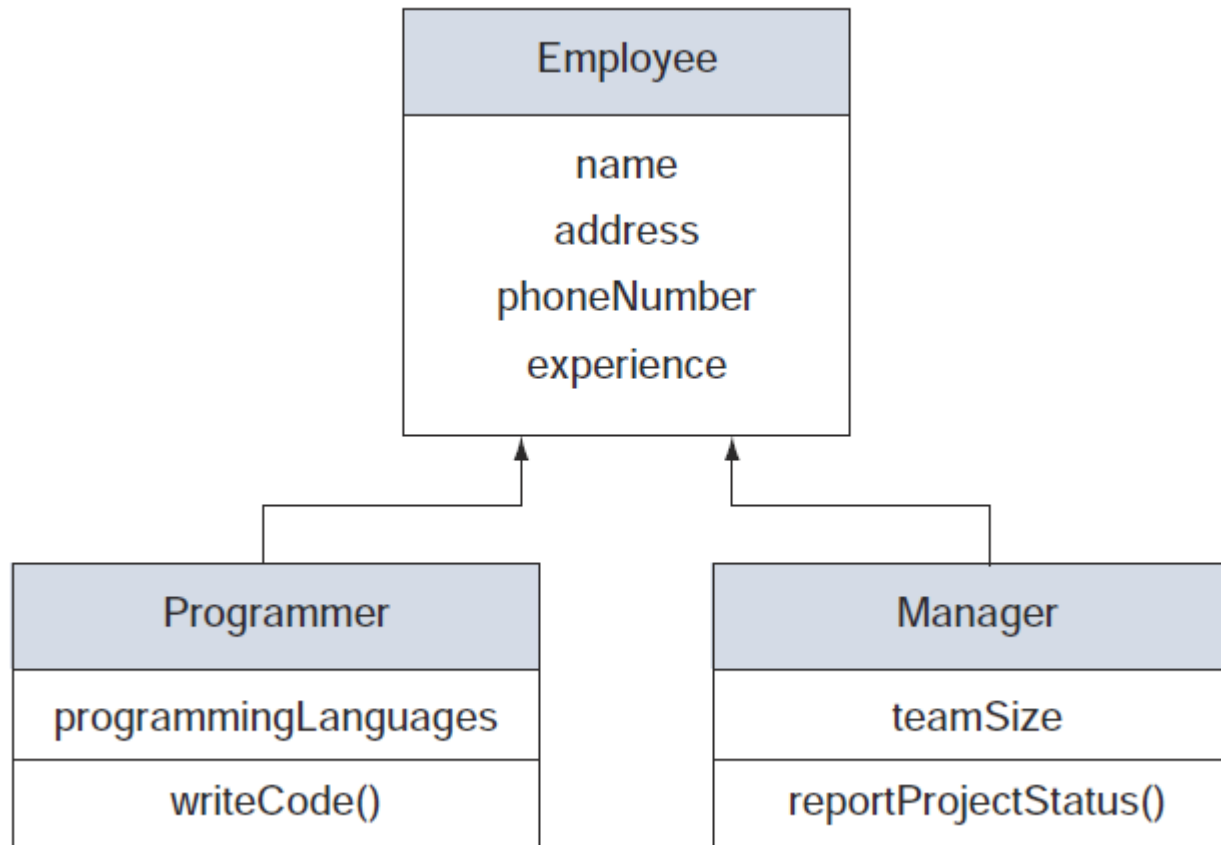 Employee
name
address
phoneNumber
experience
Programmer
programmingLanguages
writeCode()
Manager
teamSize
reportProjectStatus()